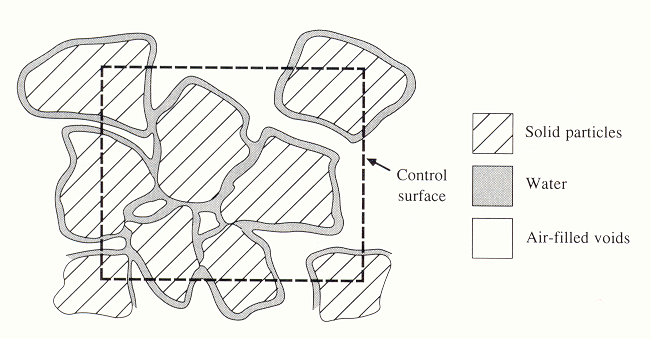 Control
surface
Solid particles
Water
Air-filled voids